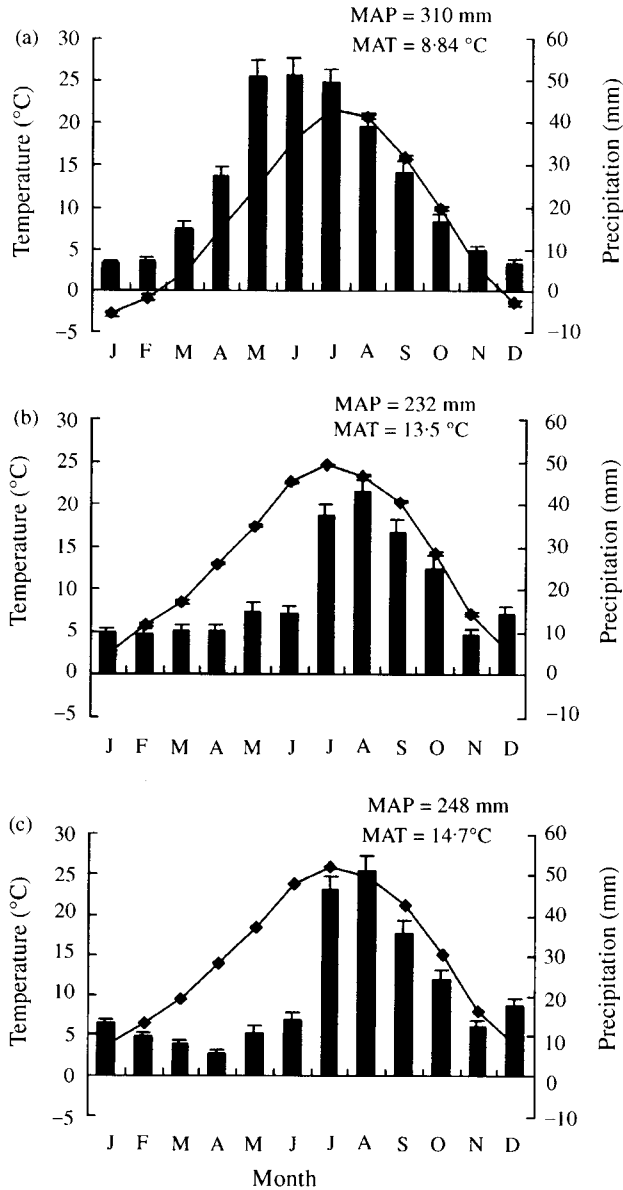 (a)
MAP = 310 mm
MAT = 8·84 °C
Temperature (°C)
30
25
20
15
10
5
0
−5
60
50
40
30
20
10
0
−10
Precipitation (mm)
J F M A M J J A S O N D
(b)
MAP = 232 mm
MAT = 13·5 °C
Temperature (°C)
30
25
20
15
10
5
0
−5
60
50
40
30
20
10
0
−10
Precipitation (mm)
J F M A M J J A S O N D
(c)
MAP = 248 mm
MAT = 14·7°C
Temperature (°C)
30
25
20
15
10
5
0
−5
60
50
40
30
20
10
0
−10
Precipitation (mm)
J F M A M J J A S O N D
Month